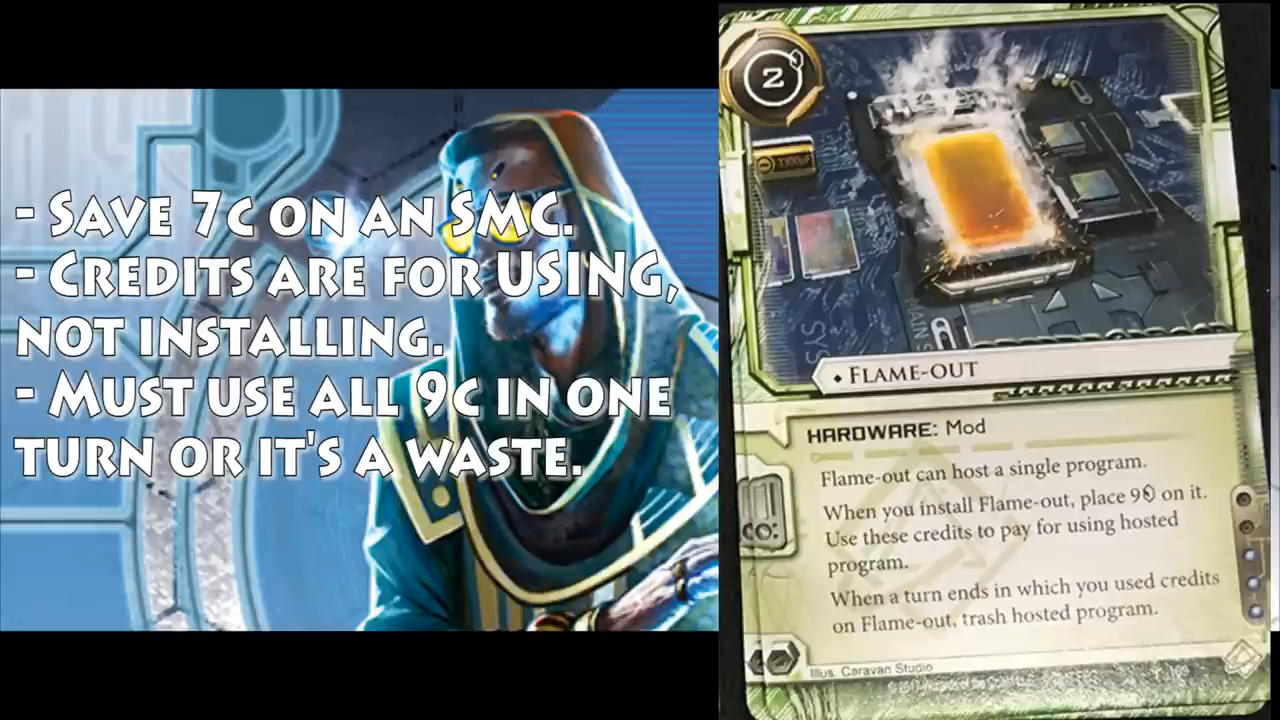 - Save 7c on an SMC.
- Credits are for using,
not installing.
- Must use all 9c in one
turn or it's a waste.
2
3300µF
SYS
♦ Flame-out
HARDWARE: Mod
Flame-out can host a single program.
When you install Flame-out, place 9 on it.
Use these credits to pay for using hosted
program.
When a turn ends in which you used credits
on Flame-out, trash hosted program.
CO:
Illus. Caravan Studio